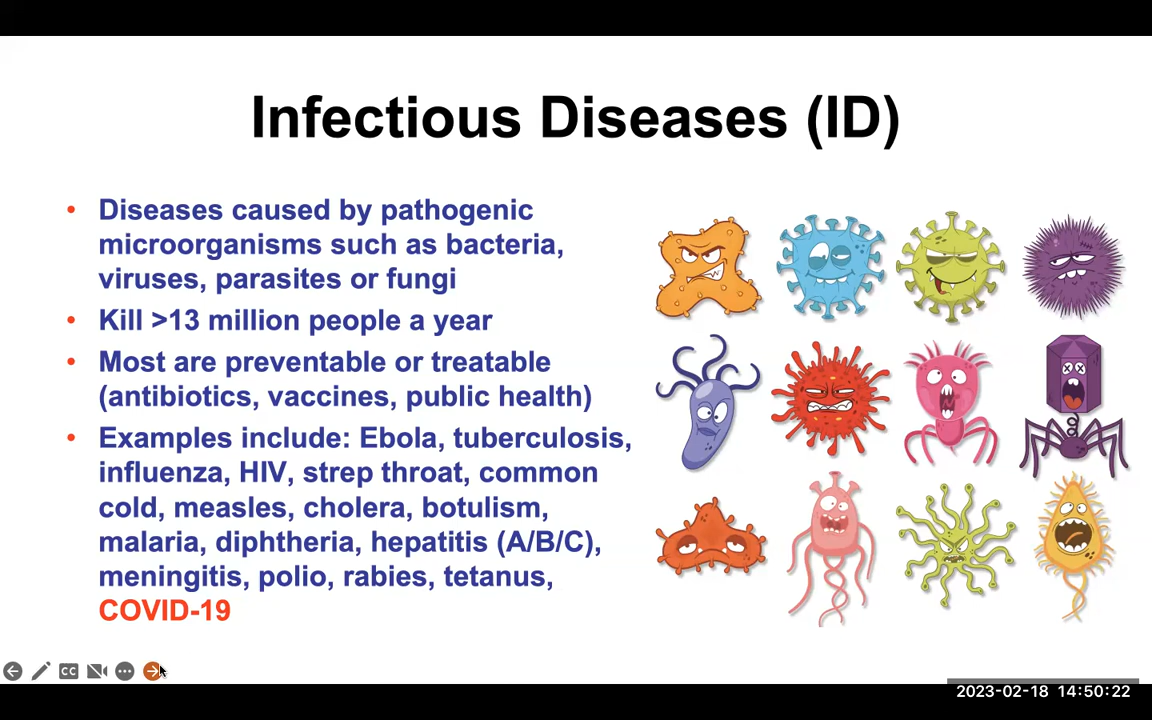 Infectious Diseases (ID)
• Diseases caused by pathogenic
microorganisms such as bacteria,
viruses, parasites or fungi
• Kill >13 million people a year
• Most are preventable or treatable
(antibiotics, vaccines, public health)
• Examples include: Ebola, tuberculosis,
influenza, HIV, strep throat, common
cold, measles, cholera, botulism,
malaria, diphtheria, hepatitis (A/B/C),
meningitis, polio, rabies, tetanus,
COVID-19
CC
2023-02-18 14:50:22